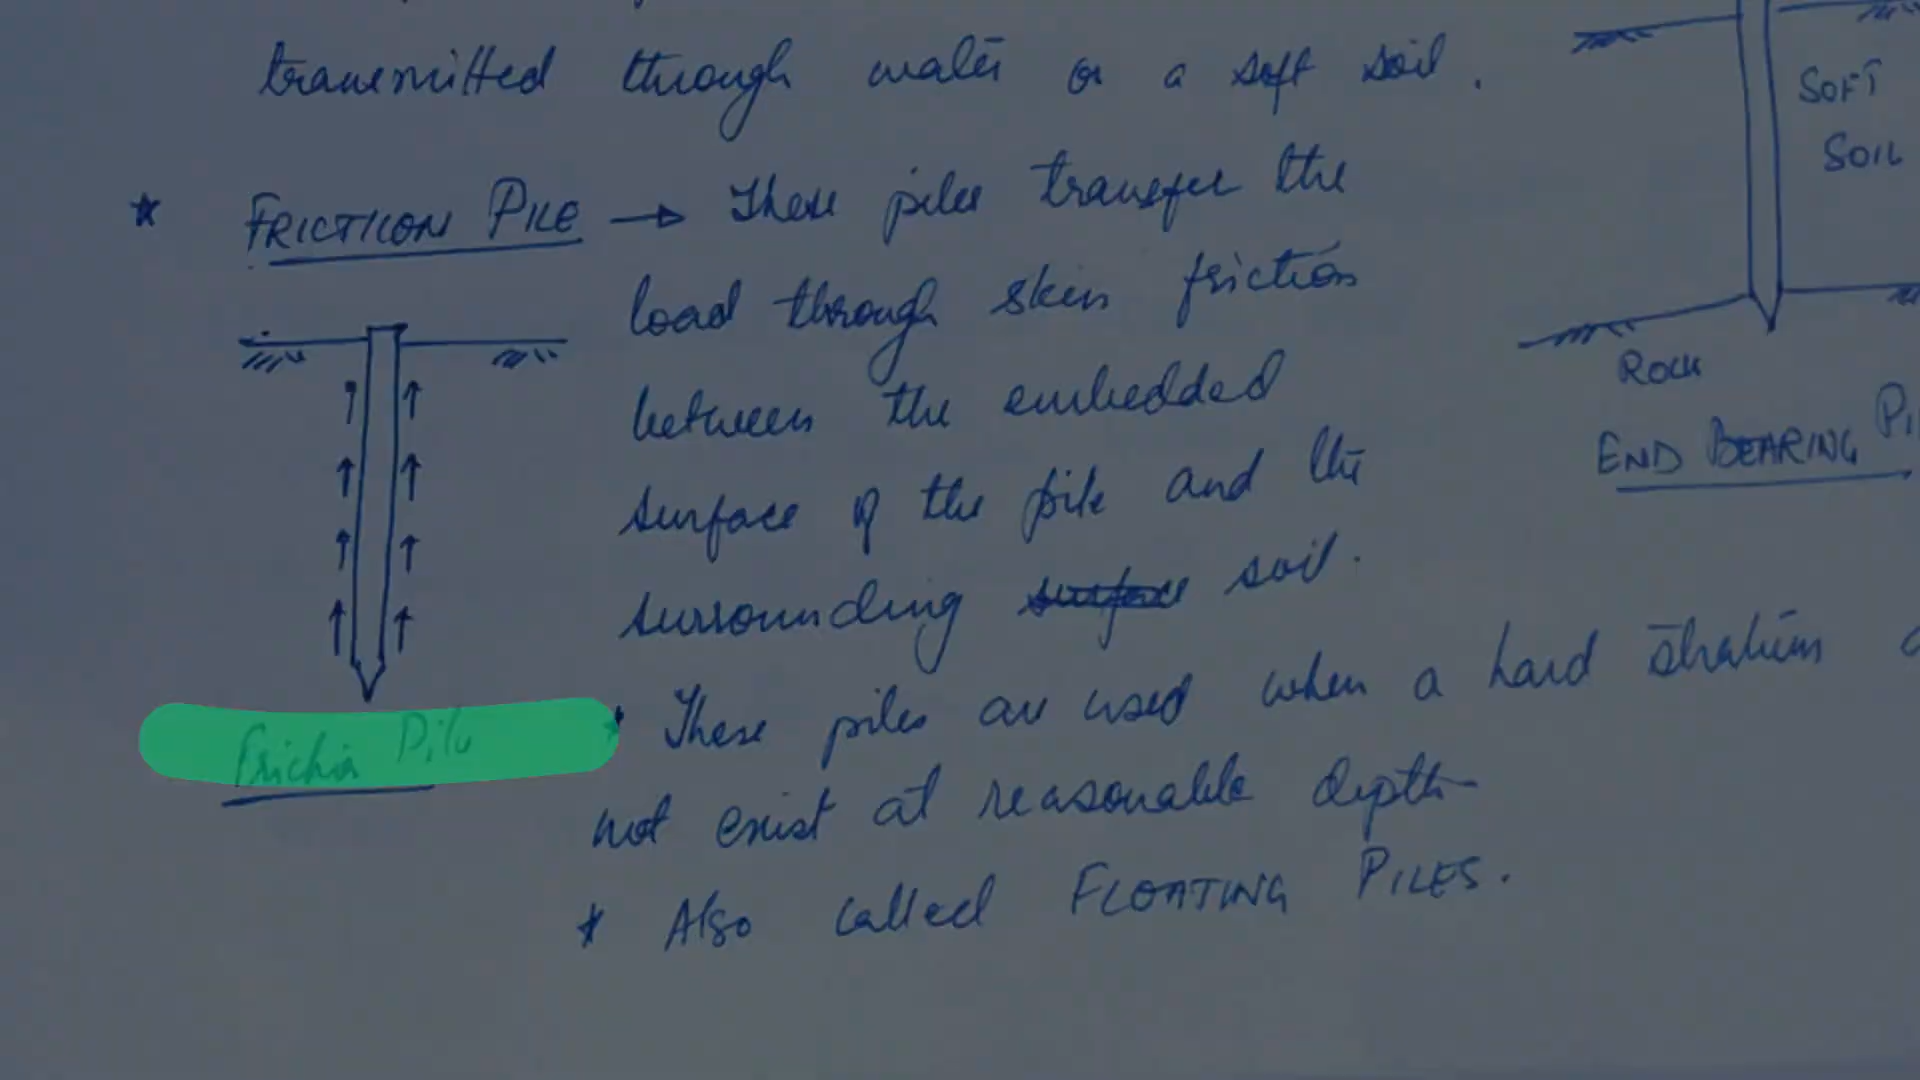 transmitted through water or a soft soil.
* FRICTION PILE → These piles transfer the
load through skin friction
between the embedded
surface of the pile and the
surrounding soil.
Friction Pile
* These piles are used when a hard stratum
not exist at reasonable depth
* Also called FLOATING PILES.
SOFT
SOIL
ROCK
END BEARING